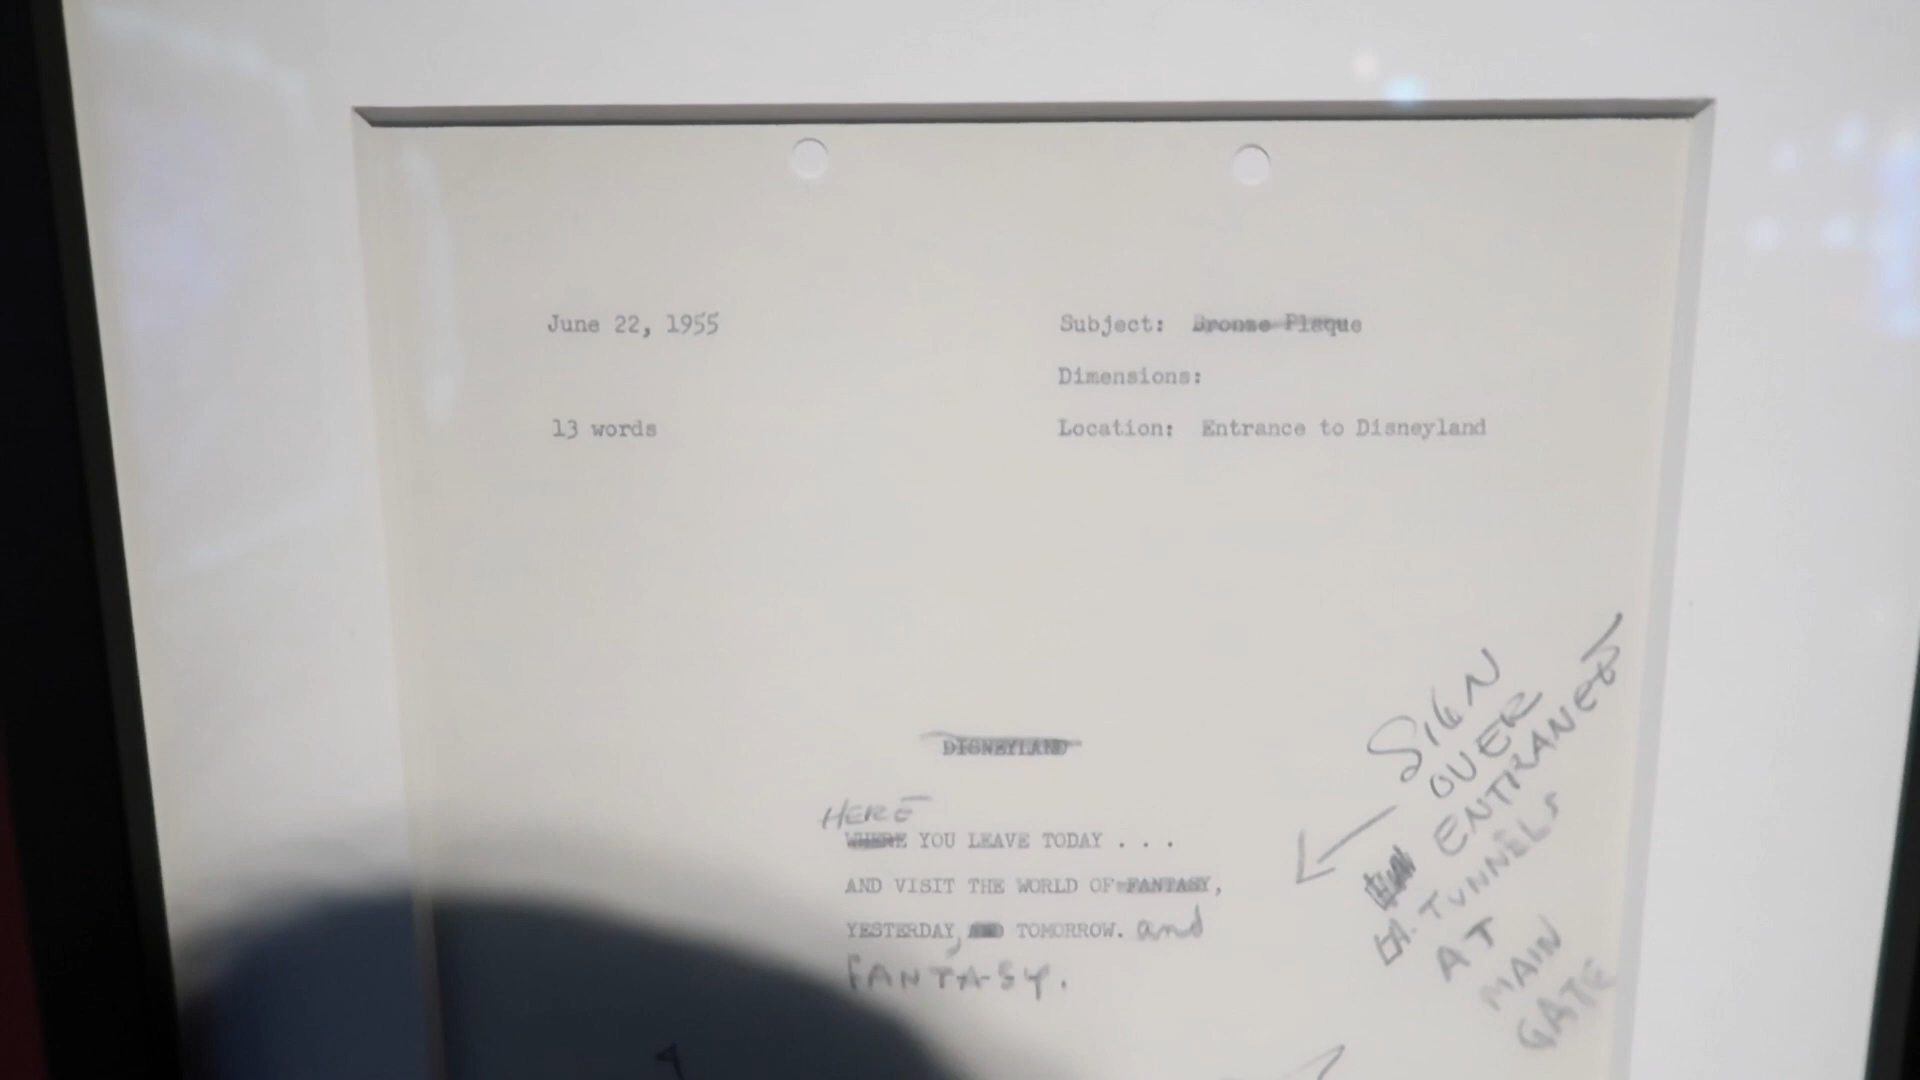 June 22, 1955
Subject: Bronze Plaque
Dimensions:
13 words
Location: Entrance to Disneyland
DISNEYLAND
HERE
WHERE YOU LEAVE TODAY . . .
AND VISIT THE WORLD OF FANTASY,
YESTERDAY, AND TOMORROW. and
FANTASY.
SIGN
OVER
ENTRANCES
TUNNELS
AT
MAIN
GATE